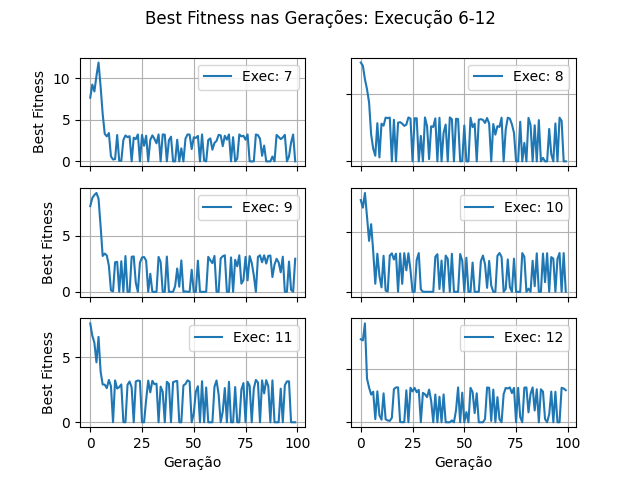 Best Fitness nas Gerações: Execução 6-12
Best Fitness
10
5
0
Exec: 7
Exec: 8
Best Fitness
5
0
Exec: 9
Exec: 10
Best Fitness
5
0
Exec: 11
Exec: 12
0 25 50 75 100
0 25 50 75 100
Geração
Geração